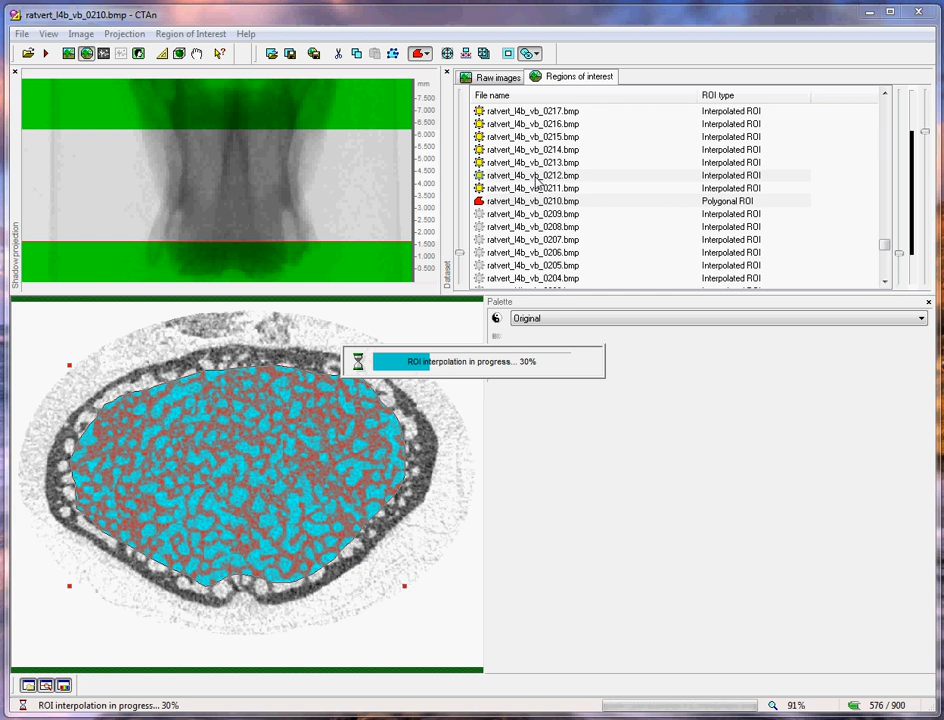 ratvert_l4b_vb_0210.bmp - CTAn
File View Image Projection Region of Interest Help
mm
7.500
7.000
6.500
6.000
5.500
5.000
4.500
4.000
3.500
3.000
2.500
2.000
1.500
1.000
0.500
Shadow projection
Dataset
Raw images Regions of interest
File name ROI type
ratvert_l4b_vb_0217.bmp Interpolated ROI
ratvert_l4b_vb_0216.bmp Interpolated ROI
ratvert_l4b_vb_0215.bmp Interpolated ROI
ratvert_l4b_vb_0214.bmp Interpolated ROI
ratvert_l4b_vb_0213.bmp Interpolated ROI
ratvert_l4b_vb_0212.bmp Interpolated ROI
ratvert_l4b_vb_0211.bmp Interpolated ROI
ratvert_l4b_vb_0210.bmp Polygonal ROI
ratvert_l4b_vb_0209.bmp Interpolated ROI
ratvert_l4b_vb_0208.bmp Interpolated ROI
ratvert_l4b_vb_0207.bmp Interpolated ROI
ratvert_l4b_vb_0206.bmp Interpolated ROI
ratvert_l4b_vb_0205.bmp Interpolated ROI
ratvert_l4b_vb_0204.bmp Interpolated ROI
Palette
Original
ROI interpolation in progress... 30%
ROI interpolation in progress... 30% 91% 576 / 900